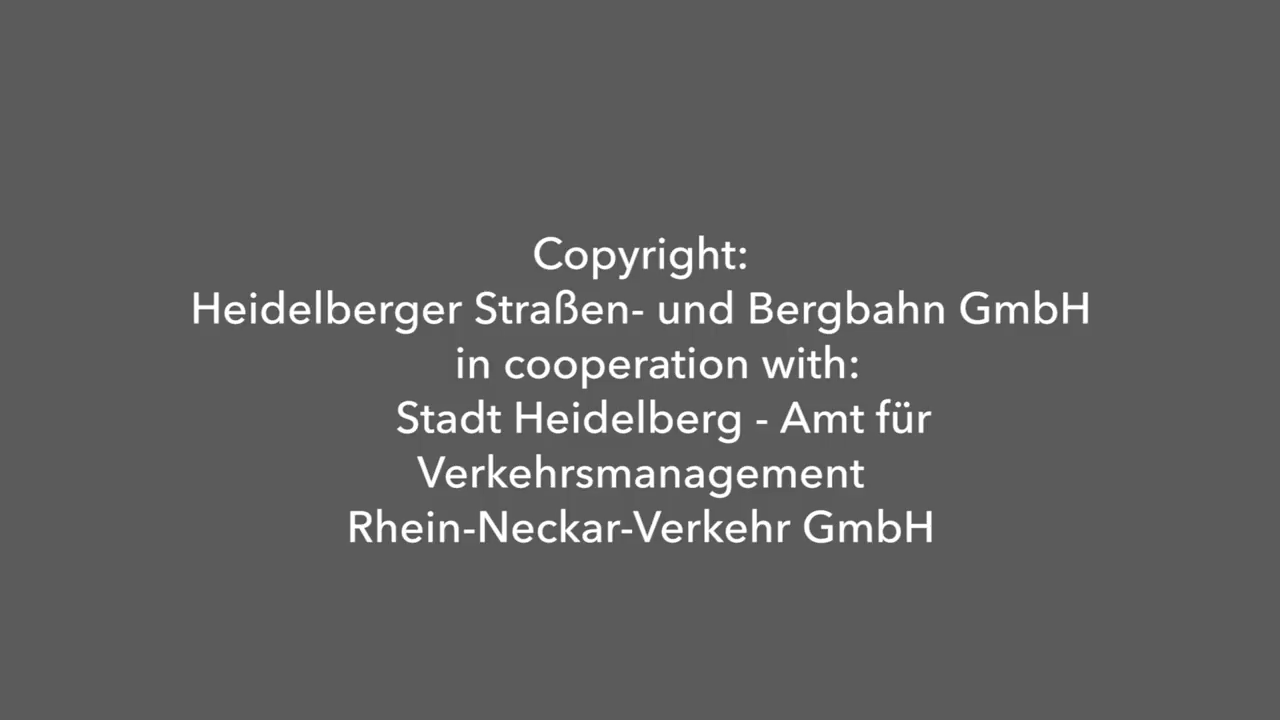 Copyright:
Heidelberger Straßen- und Bergbahn GmbH
in cooperation with:
Stadt Heidelberg - Amt für
Verkehrsmanagement
Rhein-Neckar-Verkehr GmbH